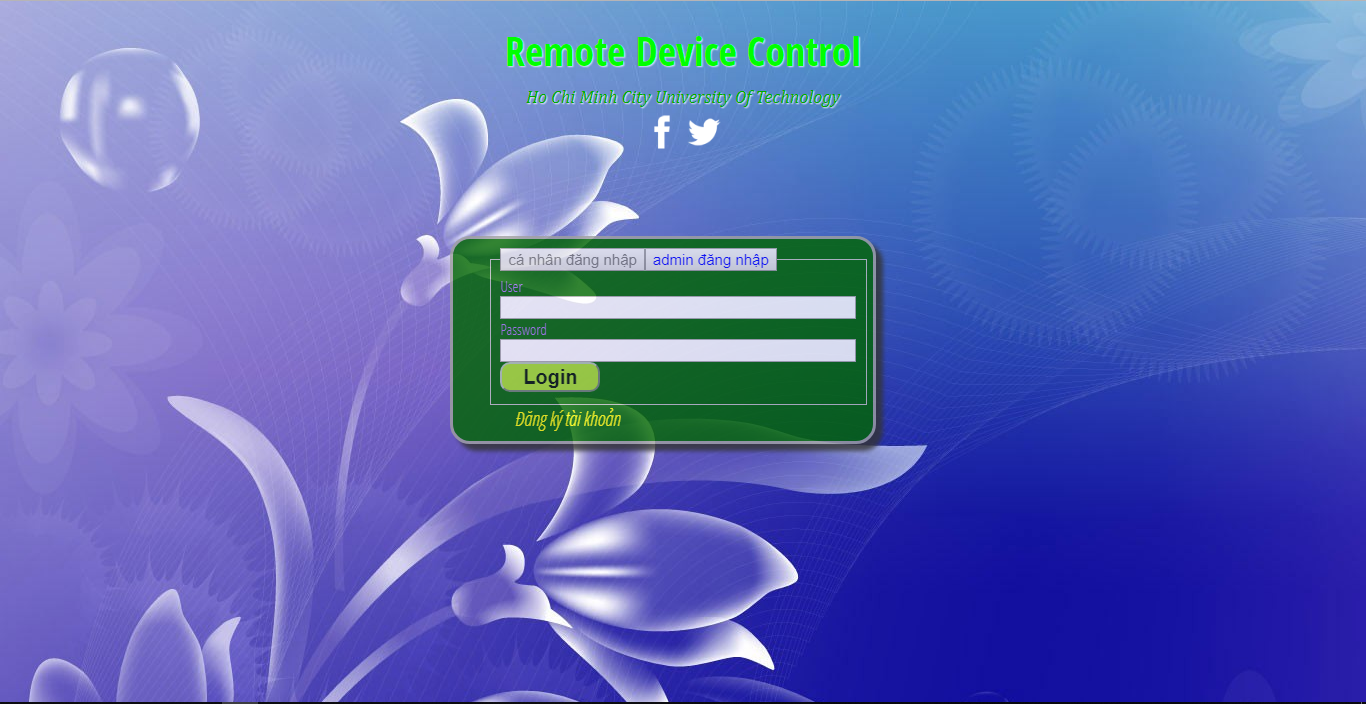 Remote Device Control
Ho Chi Minh City University Of Technology
cá nhân đăng nhập admin đăng nhập
User
Password
Login
Đăng ký tài khoản